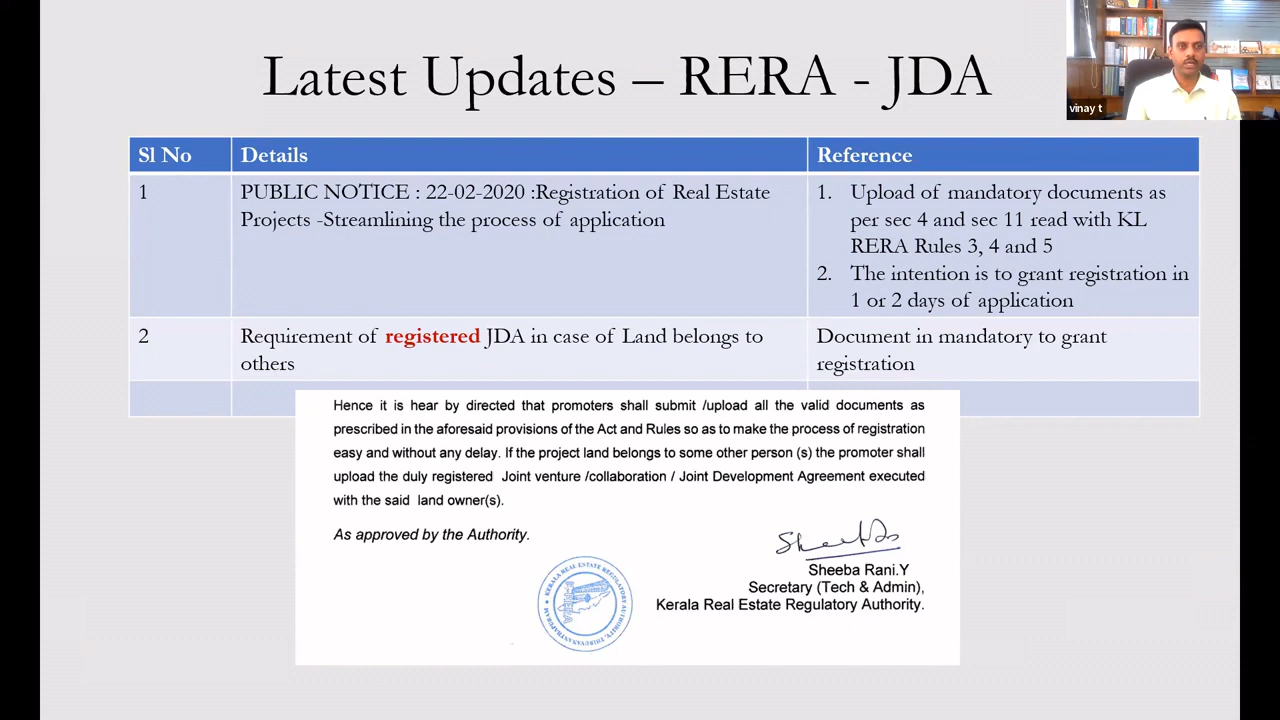 Latest Updates – RERA - JDA
vinay t
Sl No
Details
Reference
1
PUBLIC NOTICE : 22-02-2020 :Registration of Real Estate
Projects -Streamlining the process of application
1. Upload of mandatory documents as
per sec 4 and sec 11 read with KL
RERA Rules 3, 4 and 5
2. The intention is to grant registration in
1 or 2 days of application
2
Requirement of registered JDA in case of Land belongs to
others
Document in mandatory to grant
registration
Hence it is hear by directed that promoters shall submit /upload all the valid documents as
prescribed in the aforesaid provisions of the Act and Rules so as to make the process of registration
easy and without any delay. If the project land belongs to some other person (s) the promoter shall
upload the duly registered Joint venture /collaboration / Joint Development Agreement executed
with the said land owner(s).
As approved by the Authority.
Sheeba Rani.Y
Secretary (Tech & Admin),
Kerala Real Estate Regulatory Authority.
KERALA REAL ESTATE REGULATORY AUTHORITY, THIRUVANANTHAPURAM